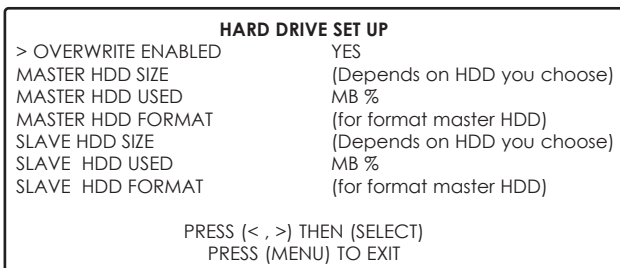 HARD DRIVE SET UP
> OVERWRITE ENABLED YES
MASTER HDD SIZE (Depends on HDD you choose)
MASTER HDD USED MB %
MASTER HDD FORMAT (for format master HDD)
SLAVE HDD SIZE (Depends on HDD you choose)
SLAVE HDD USED MB %
SLAVE HDD FORMAT (for format master HDD)
PRESS (< , >) THEN (SELECT)
PRESS (MENU) TO EXIT